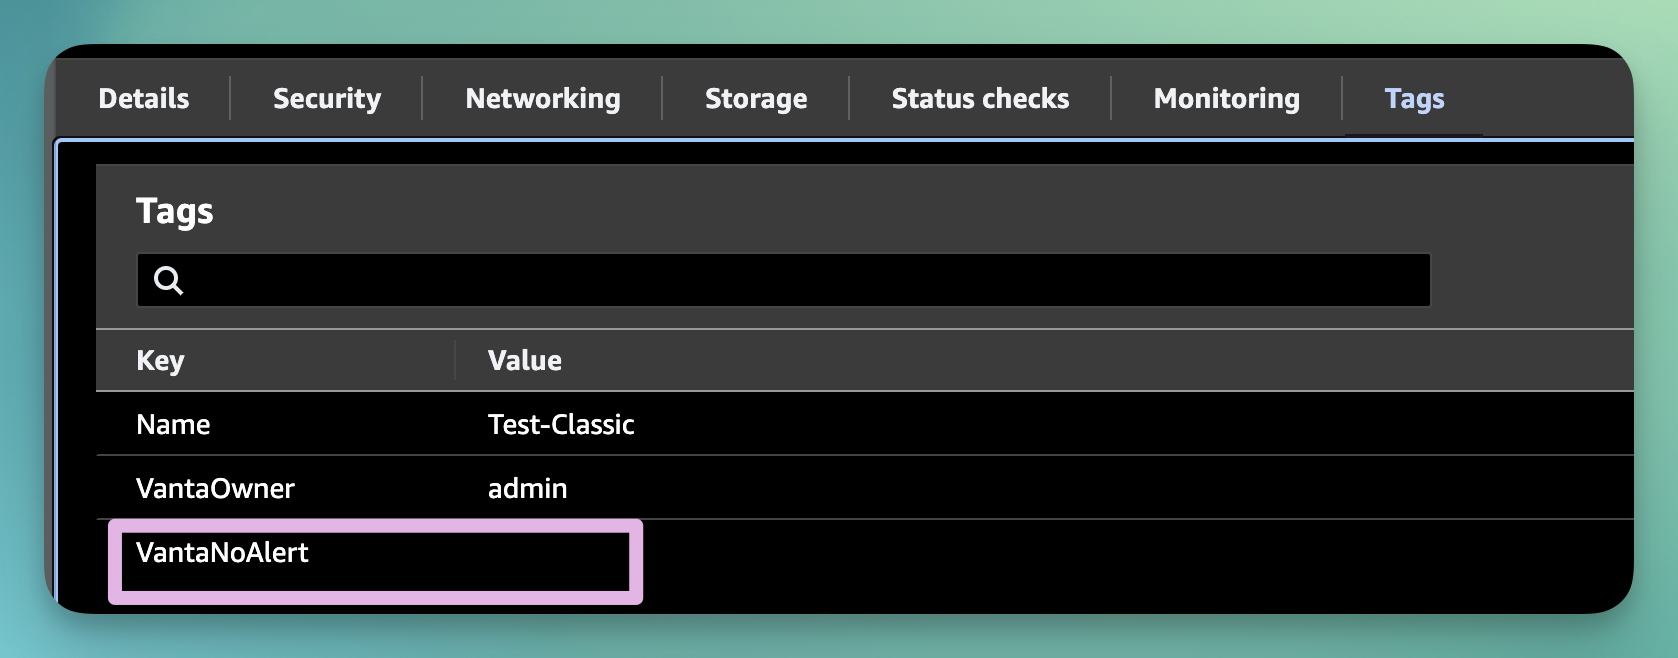 Details Security Networking Storage Status checks Monitoring Tags
Tags
Key Value
Name Test-Classic
VantaOwner admin
VantaNoAlert